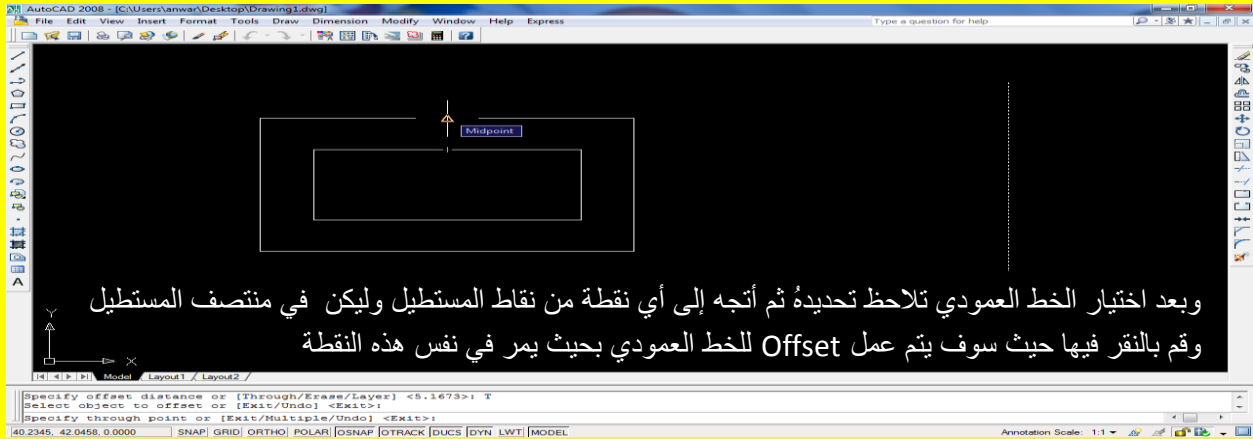 AutoCAD 2008 - [C:\Users\anwar\Desktop\Drawing1.dwg]
File Edit View Insert Format Tools Draw Dimension Modify Window Help Express Type a question for help
Midpoint
وبعد اختيار الخط العمودي تلاحظ تحديدهُ ثم أتجه إلى أي نقطة من نقاط المستطيل وليكن في منتصف المستطيل
وقم بالنقر فيها حيث سوف يتم عمل Offset للخط العمودي بحيث يمر في نفس هذه النقطة
Y
X
Model Layout1 Layout2
Specify offset distance or [Through/Erase/Layer] <5.1673>: T
Select object to offset or [Exit/Undo] <Exit>:
Specify through point or [Exit/Multiple/Undo] <Exit>:
40.2345, 42.0458, 0.0000 SNAP GRID ORTHO POLAR OSNAP OTRACK DUCS DYN LWT MODEL Annotation Scale: 1:1